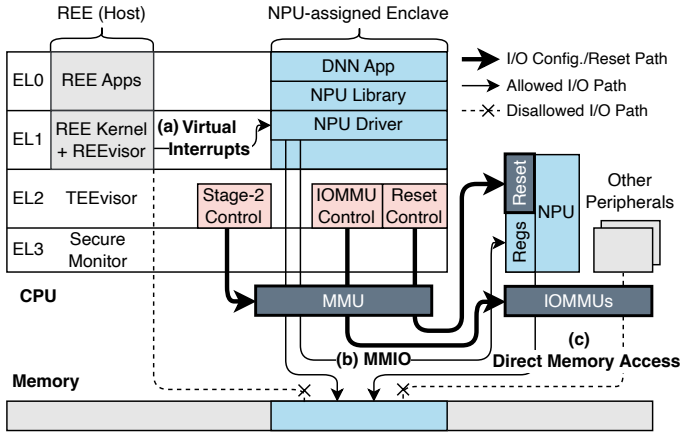 REE (Host)
NPU-assigned Enclave
EL0
REE Apps
DNN App
NPU Library
I/O Config./Reset Path
Allowed I/O Path
Disallowed I/O Path
EL1
REE Kernel
+ REEvisor
(a) Virtual
Interrupts
NPU Driver
EL2
TEEvisor
Stage-2
Control
IOMMU
Control
Reset
Control
Reset
Regs
NPU
Other
Peripherals
EL3
Secure
Monitor
CPU
MMU
IOMMUs
(b) MMIO
(c)
Direct Memory Access
Memory